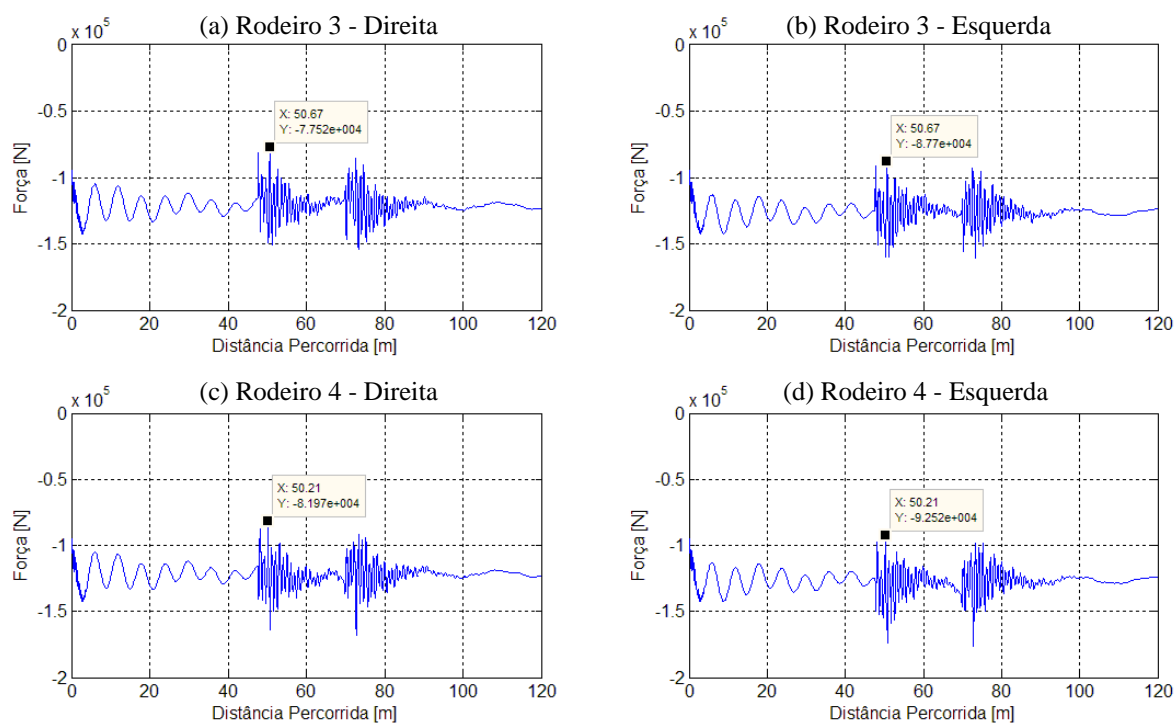 (a) Rodeiro 3 - Direita
x 10^5
0
-0.5
-1
-1.5
-2
Força [N]
X: 50.67
Y: -7.752e+004
0 20 40 60 80 100 120
Distância Percorrida [m]
(b) Rodeiro 3 - Esquerda
x 10^5
0
-0.5
-1
-1.5
-2
Força [N]
X: 50.67
Y: -8.77e+004
0 20 40 60 80 100 120
Distância Percorrida [m]
(c) Rodeiro 4 - Direita
x 10^5
0
-0.5
-1
-1.5
-2
Força [N]
X: 50.21
Y: -8.197e+004
0 20 40 60 80 100 120
Distância Percorrida [m]
(d) Rodeiro 4 - Esquerda
x 10^5
0
-0.5
-1
-1.5
-2
Força [N]
X: 50.21
Y: -9.252e+004
0 20 40 60 80 100 120
Distância Percorrida [m]